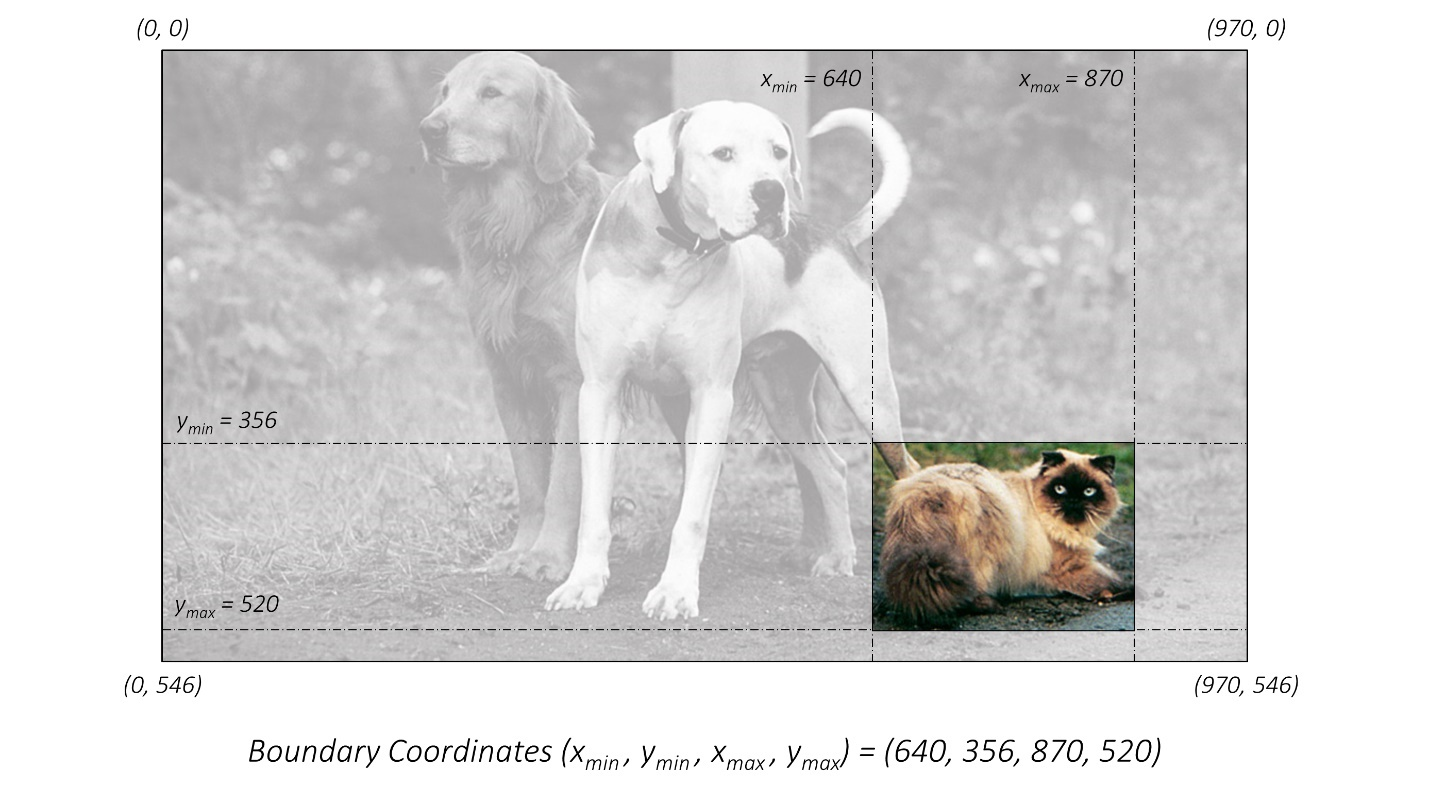 (0, 0)
(970, 0)
xmin = 640
xmax = 870
ymin = 356
ymax = 520
(0, 546)
(970, 546)
Boundary Coordinates (xmin, ymin, xmax, ymax) = (640, 356, 870, 520)